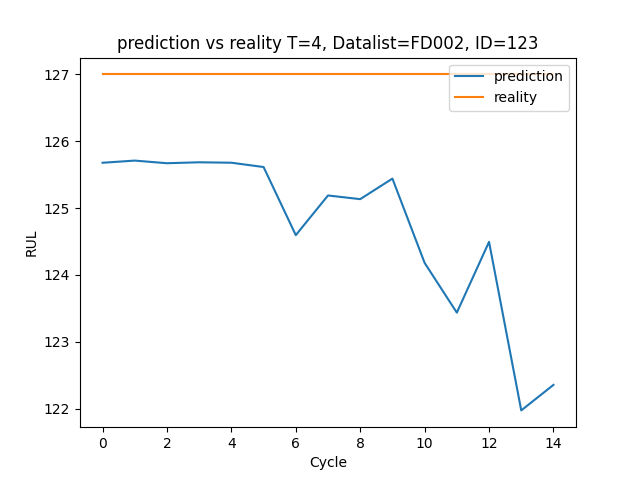 prediction vs reality T=4, Datalist=FD002, ID=123
127
126
125
124
123
122
RUL
prediction
reality
0 2 4 6 8 10 12 14
Cycle